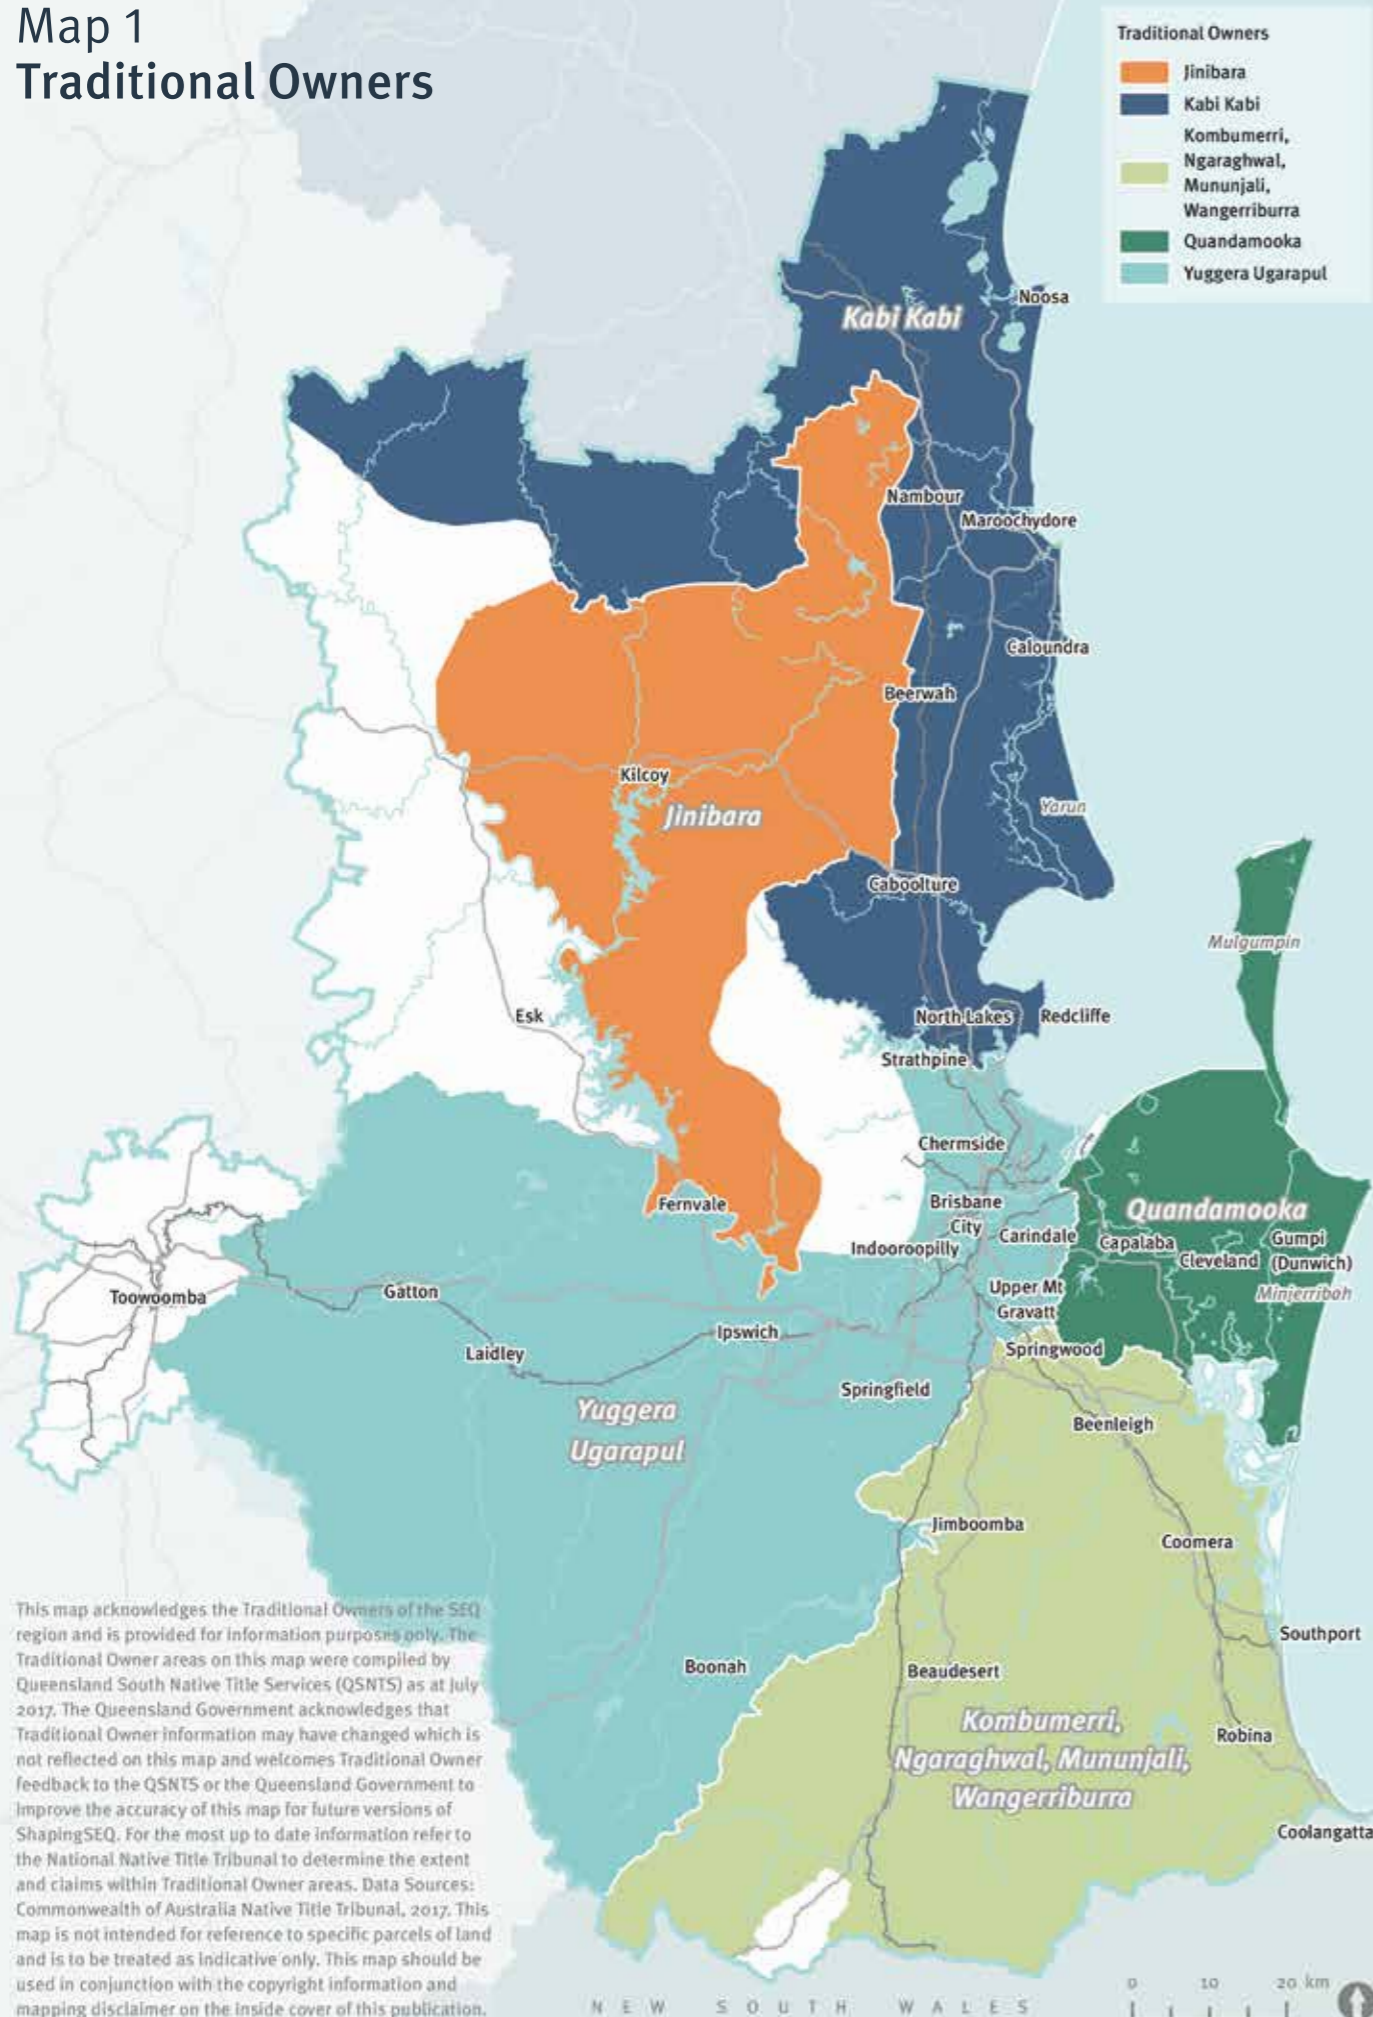 Map 1
Traditional Owners
Traditional Owners
Jinibara
Kabi Kabi
Kombumerri,
Ngaraghwal,
Mununjali,
Wangerriburra
Quandamooka
Yuggera Ugarapul
Noosa
Kabi Kabi
Nambour
Maroochydore
Caloundra
Beerwah
Kilcoy
Jinibara
Yarun
Caboolture
Mulgumpin
Esk
North Lakes
Redcliffe
Strathpine
Chermside
Fernvale
Brisbane
City
Quandamooka
Carindale
Capalaba
Gumpi
(Dunwich)
Cleveland
Indooroopilly
Minjerribah
Upper Mt
Gravatt
Toowoomba
Gatton
Ipswich
Laidley
Springwood
Springfield
Yuggera
Ugarapul
Beenleigh
Jimboomba
Coomera
Southport
Boonah
Beaudesert
Kombumerri,
Ngaraghwal, Mununjali,
Wangerriburra
Robina
Coolangatta
This map acknowledges the Traditional Owners of the SEQ
region and is provided for information purposes only. The
Traditional Owner areas on this map were compiled by
Queensland South Native Title Services (QSNTS) as at July
2017. The Queensland Government acknowledges that
Traditional Owner information may have changed which is
not reflected on this map and welcomes Traditional Owner
feedback to the QSNTS or the Queensland Government to
improve the accuracy of this map for future versions of
ShapingSEQ. For the most up to date information refer to
the National Native Title Tribunal to determine the extent
and claims within Traditional Owner areas. Data Sources:
Commonwealth of Australia Native Title Tribunal, 2017. This
map is not intended for reference to specific parcels of land
and is to be treated as indicative only. This map should be
used in conjunction with the copyright information and
mapping disclaimer on the inside cover of this publication.
NEW SOUTH WALES
0 10 20 km